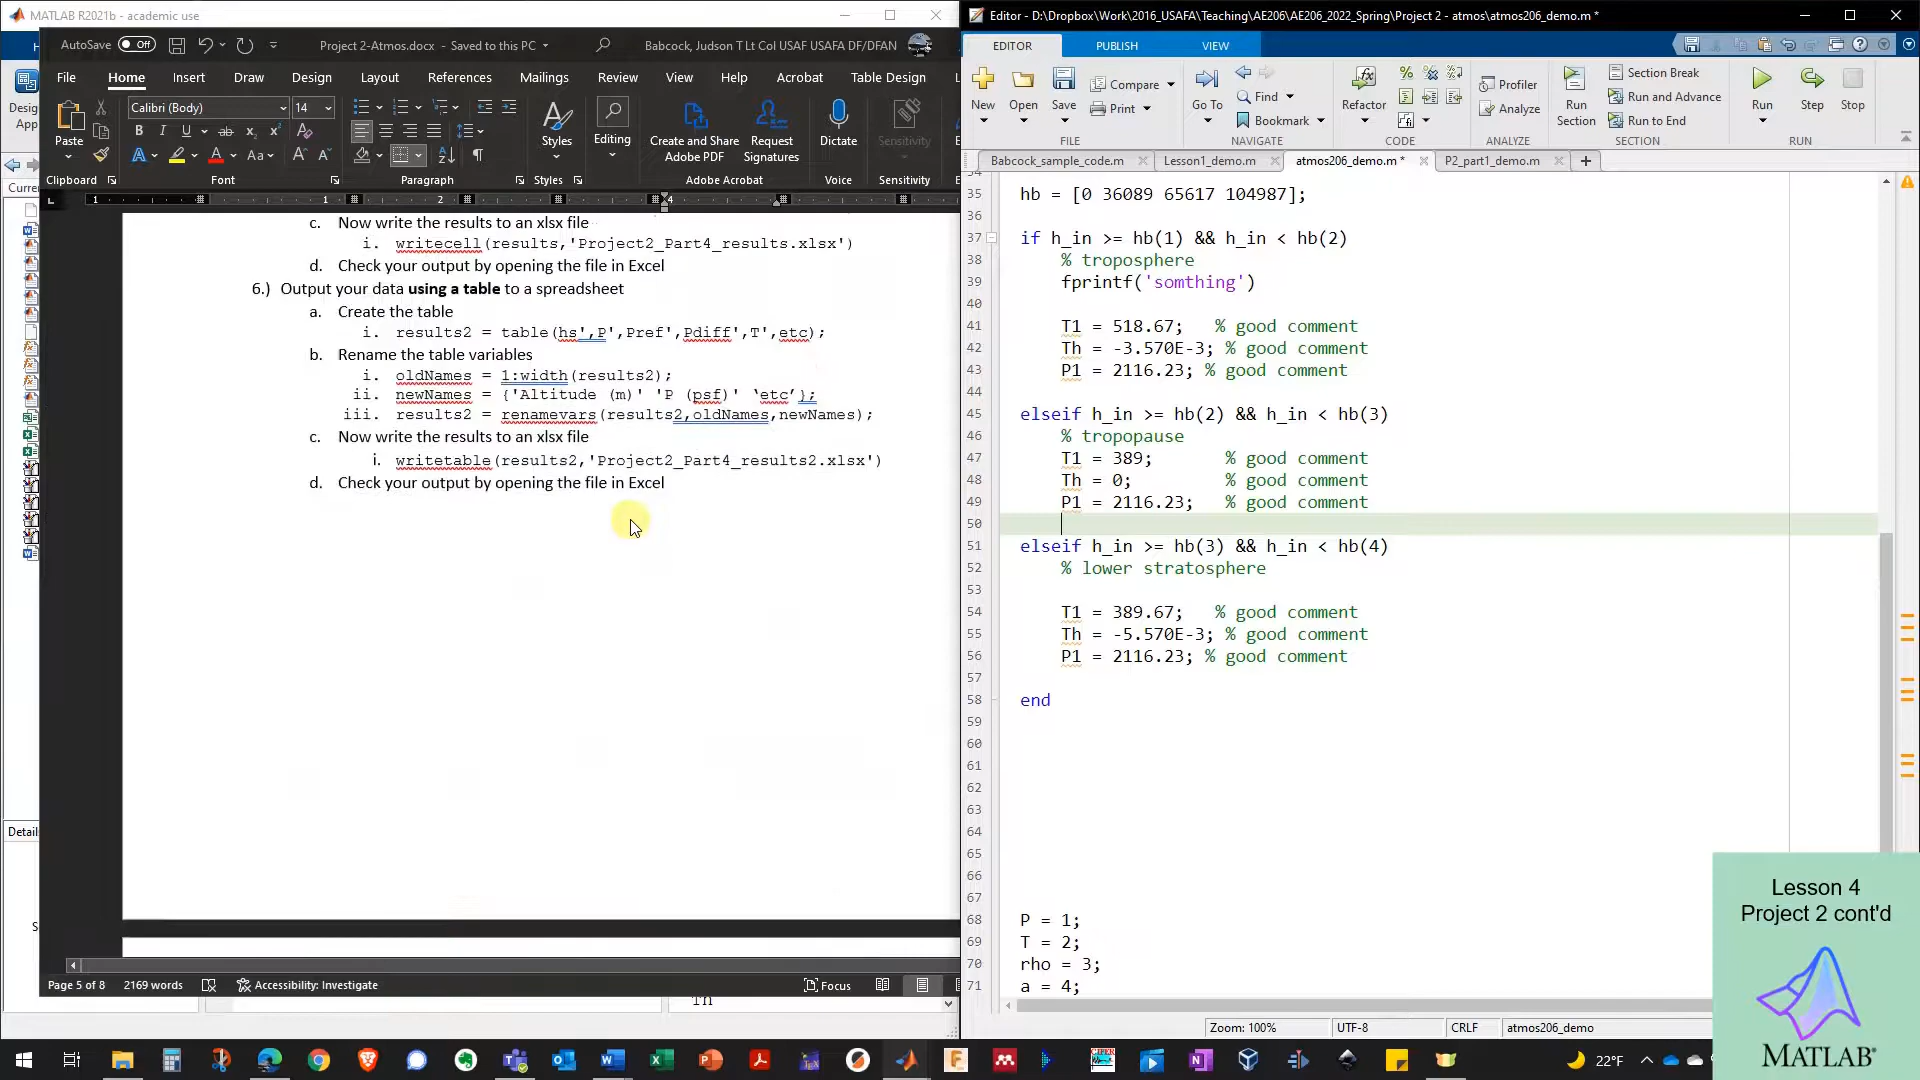 MATLAB R2021b - academic use
AutoSave Off Project 2-Atmos.docx - Saved to this PC Babcock, Judson T Lt Col USAF USAFA DF/DFAN
File Home Insert Draw Design Layout References Mailings Review View Help Acrobat Table Design
Calibri (Body) 14
Paste Styles Editing Create and Share Adobe PDF Request Signatures Dictate Sensitivity
Clipboard Font Paragraph Styles Adobe Acrobat Voice Sensitivity
c. Now write the results to an xlsx file
i. writecell(results,'Project2_Part4_results.xlsx')
d. Check your output by opening the file in Excel
6.) Output your data using a table to a spreadsheet
a. Create the table
i. results2 = table(hs',P',Pref',Pdiff',T',etc);
b. Rename the table variables
i. oldNames = 1:width(results2);
ii. newNames = {'Altitude (m)' 'P (psf)' 'etc'};
iii. results2 = renamevars(results2,oldNames,newNames);
c. Now write the results to an xlsx file
i. writetable(results2,'Project2_Part4_results2.xlsx')
d. Check your output by opening the file in Excel
Page 5 of 8 2169 words Accessibility: Investigate Focus
Editor - D:\Dropbox\Work\2016_USAFA\Teaching\AE206\AE206_2022_Spring\Project 2 - atmos\atmos206_demo.m *
EDITOR PUBLISH VIEW
New Open Save Compare Print Go To Find Bookmark Refactor Profiler Analyze Run Section Section Break Run and Advance Run to End Run Step Stop
FILE NAVIGATE CODE ANALYZE SECTION RUN
Babcock_sample_code.m Lesson1_demo.m atmos206_demo.m * P2_part1_demo.m
35 hb = [0 36089 65617 104987];
36
37 if h_in >= hb(1) && h_in < hb(2)
38 % troposphere
39 fprintf('somthing')
40
41 T1 = 518.67; % good comment
42 Th = -3.570E-3; % good comment
43 P1 = 2116.23; % good comment
44
45 elseif h_in >= hb(2) && h_in < hb(3)
46 % tropopause
47 T1 = 389; % good comment
48 Th = 0; % good comment
49 P1 = 2116.23; % good comment
50
51 elseif h_in >= hb(3) && h_in < hb(4)
52 % lower stratosphere
53
54 T1 = 389.67; % good comment
55 Th = -5.570E-3; % good comment
56 P1 = 2116.23; % good comment
57
58 end
59
60
61
62
63
64
65
66
67
68 P = 1;
69 T = 2;
70 rho = 3;
71 a = 4;
Zoom: 100% UTF-8 CRLF atmos206_demo
Lesson 4
Project 2 cont'd
MATLAB
22°F